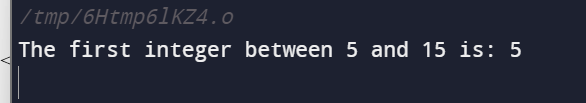 /tmp/6Htmp6lKZ4.o
The first integer between 5 and 15 is: 5
<